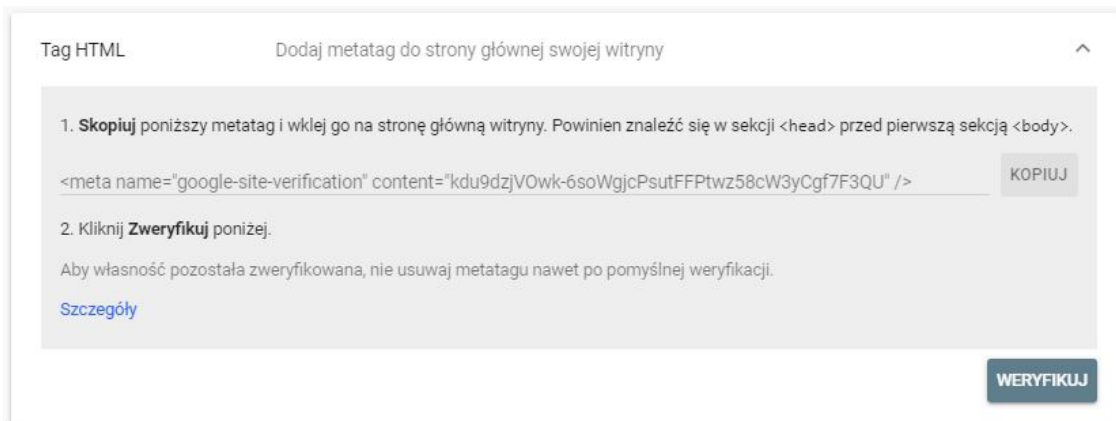 Tag HTML Dodaj metatag do strony głównej swojej witryny
1. Skopiuj poniższy metatag i wklej go na stronę główną witryny. Powinien znaleźć się w sekcji <head> przed pierwszą sekcją <body>.
<meta name="google-site-verification" content="kdu9dzjVOwk-6soWgjcPsutFFPtwz58cW3yCgf7F3QU" />
KOPIUJ
2. Kliknij Zweryfikuj poniżej.
Aby własność pozostała zweryfikowana, nie usuwaj metatagu nawet po pomyślnej weryfikacji.
Szczegóły
WERYFIKUJ